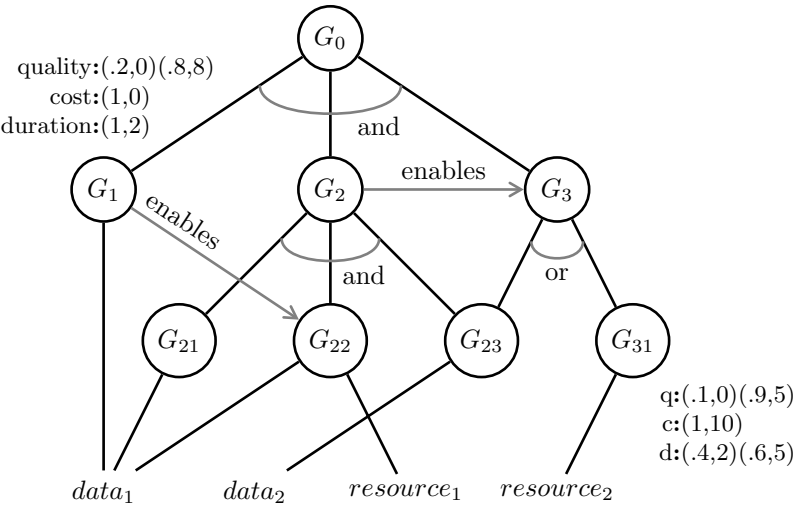 G0
quality:(.2,0)(.8,8)
cost:(1,0)
duration:(1,2)
and
G1
G2
enables
G3
enables
and
or
G21
G22
G23
G31
q:(.1,0)(.9,5)
c:(1,10)
d:(.4,2)(.6,5)
data1
data2
resource1
resource2